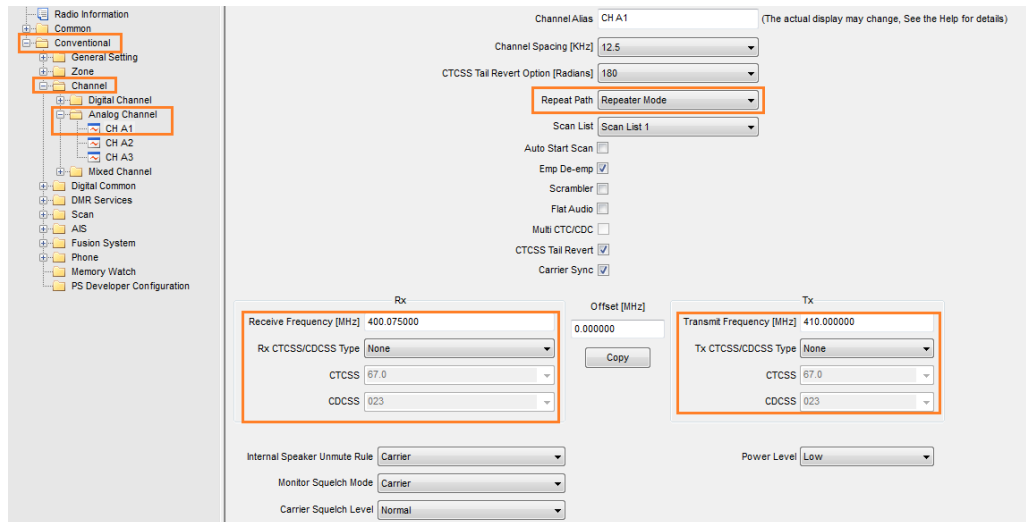 Radio Information
Common
Conventional
General Setting
Zone
Channel
Digital Channel
Analog Channel
CH A1
CH A2
CH A3
Mixed Channel
Digital Common
DMR Services
Scan
AIS
Fusion System
Phone
Memory Watch
PS Developer Configuration
Channel Alias CH A1 (The actual display may change, See the Help for details)
Channel Spacing [KHz] 12.5
CTCSS Tail Revert Option [Radians] 180
Repeat Path Repeater Mode
Scan List Scan List 1
Auto Start Scan
Emp De-emp
Scrambler
Flat Audio
Multi CTC/CDC
CTCSS Tail Revert
Carrier Sync
Rx
Receive Frequency [MHz] 400.075000
Rx CTCSS/CDCSS Type None
CTCSS 67.0
CDCSS 023
Offset [MHz]
0.000000
Copy
Tx
Transmit Frequency [MHz] 410.000000
Tx CTCSS/CDCSS Type None
CTCSS 67.0
CDCSS 023
Internal Speaker Unmute Rule Carrier
Power Level Low
Monitor Squelch Mode Carrier
Carrier Squelch Level Normal